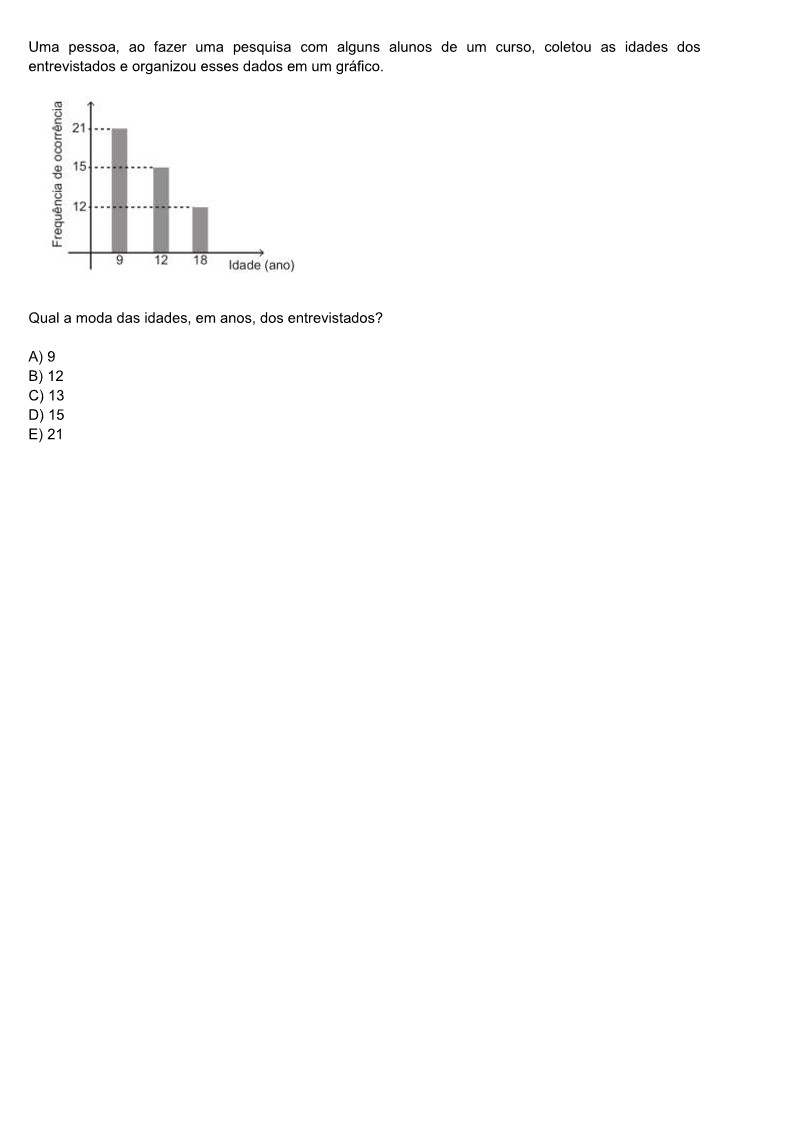 Uma pessoa, ao fazer uma pesquisa com alguns alunos de um curso, coletou as idades dos
entrevistados e organizou esses dados em um gráfico.
Frequência de ocorrência
21
15
12
9 12 18 Idade (ano)
Qual a moda das idades, em anos, dos entrevistados?
A) 9
B) 12
C) 13
D) 15
E) 21